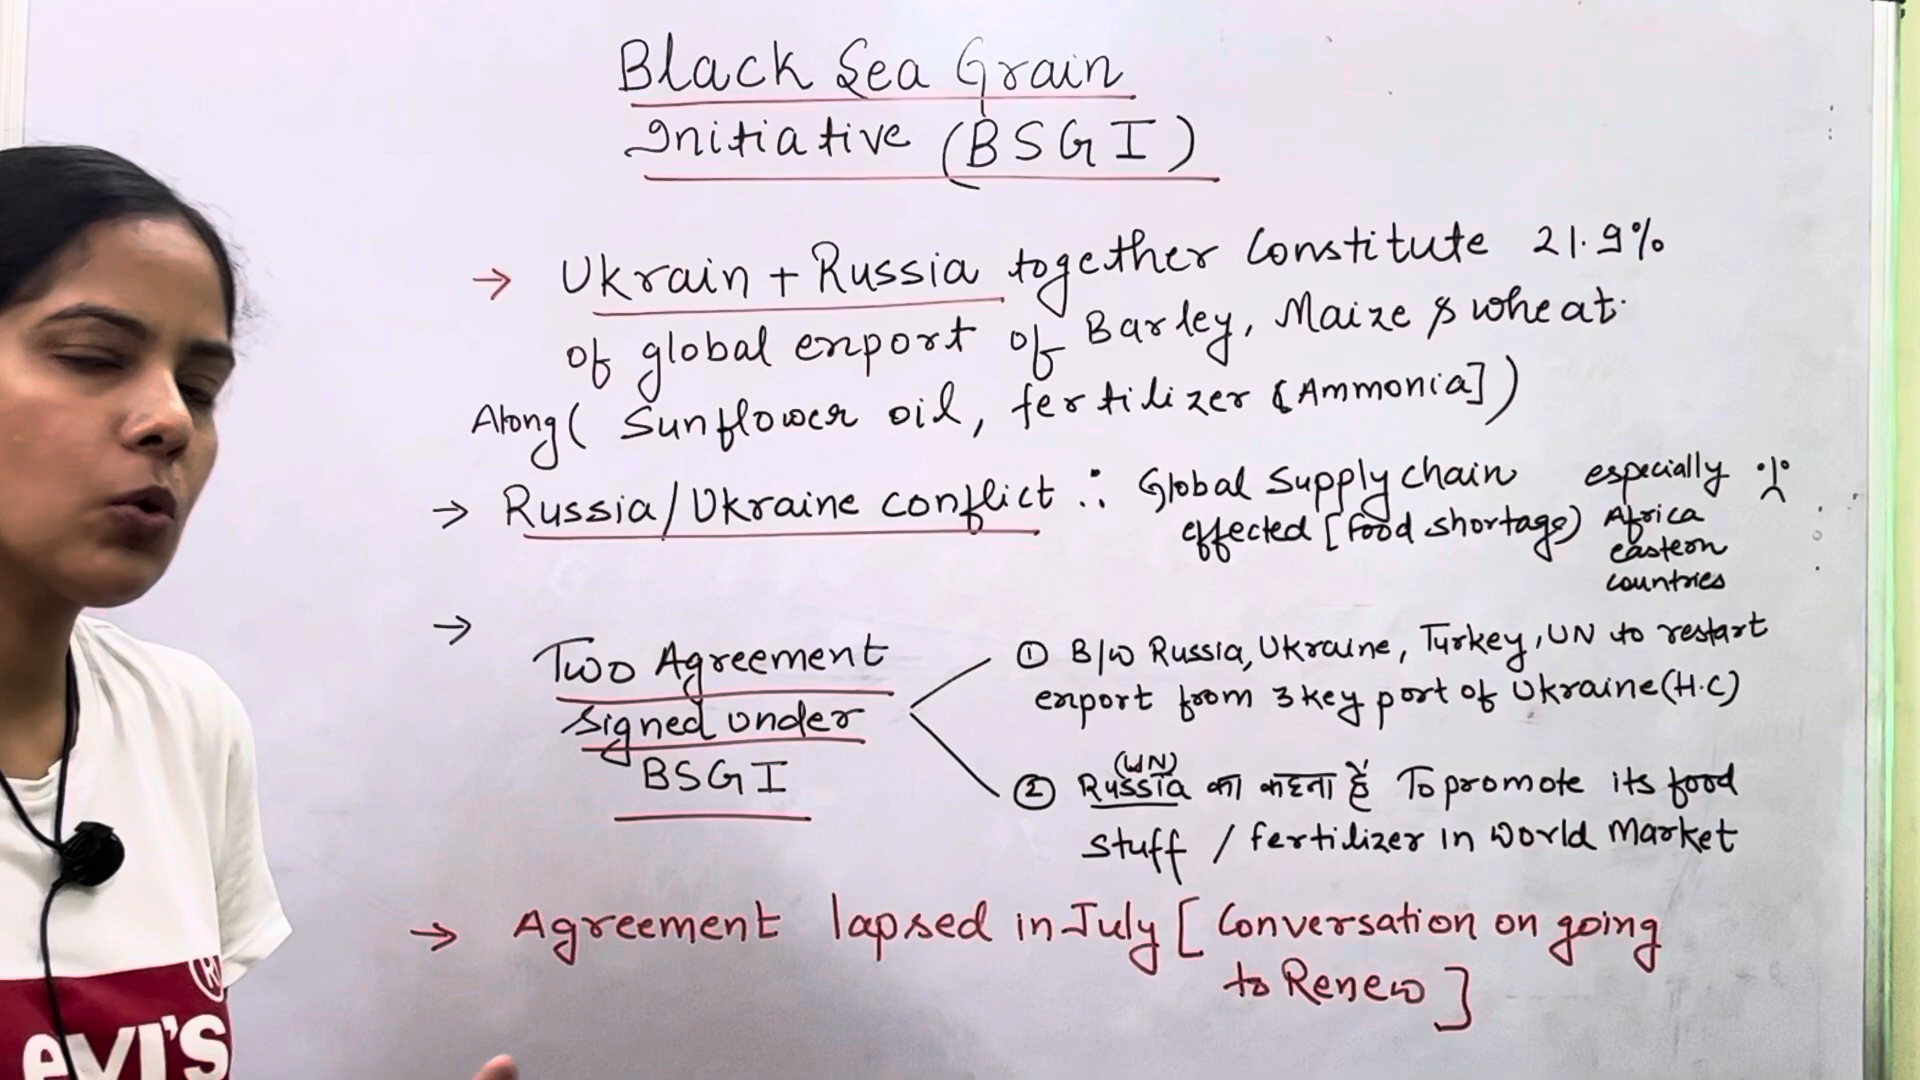 Black Sea Grain
Initiative (BSGI)
→ Ukrain + Russia together constitute 21.9%
of global export of Barley, Maize & wheat.
Along ( Sunflower oil, fertilizer [Ammonia])
→ Russia/Ukraine conflict ∴ Global Supply chain especially
effected [food shortage) Africa
eastern
countries
→ Two Agreement
signed under
BSGI
① B/w Russia, Ukraine, Turkey, UN to restart
export from 3 key port of Ukraine (H.C)
(UN)
② Russia का कहना हैं To promote its food
stuff / fertilizer in world Market
→ Agreement lapsed in July [Conversation on going
to Renew]
evi's
®